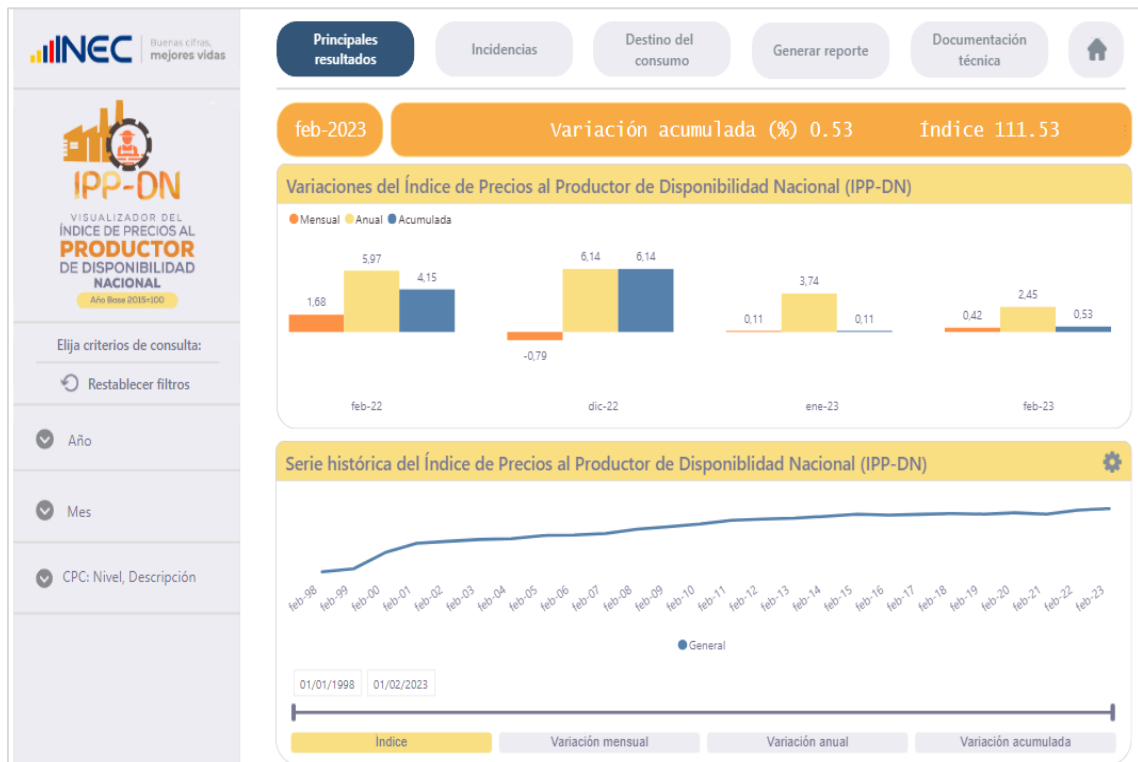 INEC
Buenas cifras,
mejores vidas
Principales
resultados
Incidencias
Destino del
consumo
Generar reporte
Documentación
técnica
IPP-DN
VISUALIZADOR DEL
ÍNDICE DE PRECIOS AL
PRODUCTOR
DE DISPONIBILIDAD
NACIONAL
Año Base 2015=100
Elija criterios de consulta:
Restablecer filtros
Año
Mes
CPC: Nivel, Descripción
feb-2023
Variación acumulada (%) 0.53 Índice 111.53
Variaciones del Índice de Precios al Productor de Disponibilidad Nacional (IPP-DN)
Mensual Anual Acumulada
1,68 5,97 4,15
-0,79 6,14 6,14
0,11 3,74 0,11
0,42 2,45 0,53
feb-22 dic-22 ene-23 feb-23
Serie histórica del Índice de Precios al Productor de Disponiblidad Nacional (IPP-DN)
feb-98 feb-99 feb-00 feb-01 feb-02 feb-03 feb-04 feb-05 feb-06 feb-07 feb-08 feb-09 feb-10 feb-11 feb-12 feb-13 feb-14 feb-15 feb-16 feb-17 feb-18 feb-19 feb-20 feb-21 feb-22 feb-23
General
01/01/1998 01/02/2023
Índice Variación mensual Variación anual Variación acumulada